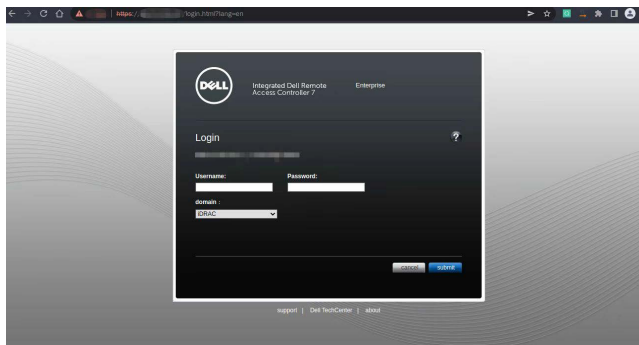 https:/
/login.html?lang=en
DELL
Integrated Dell Remote
Access Controller 7
Enterprise
Login
?
Username:
Password:
domain :
iDRAC
cancel
submit
support | Dell TechCenter | about